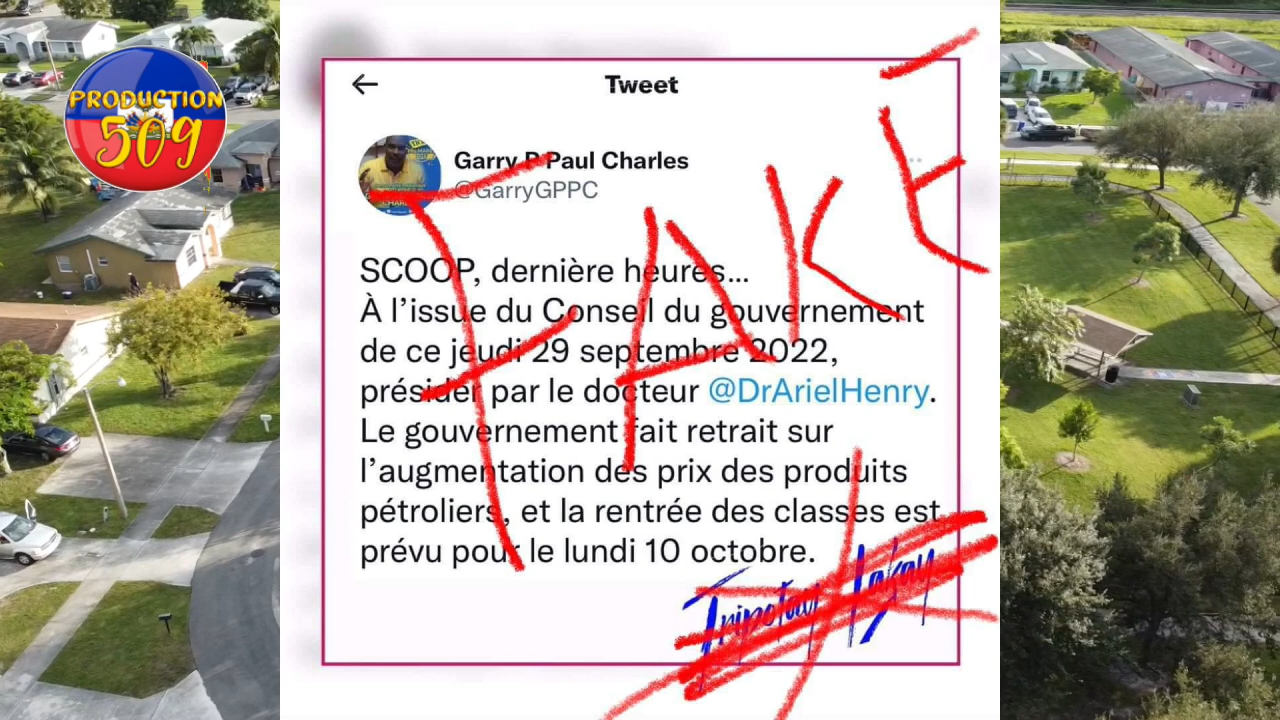 PRODUCTION
509
Tweet
Garry P Paul Charles
@GarryGPPC
SCOOP, dernière heures...
À l'issue du Conseil du gouvernement
de ce jeudi 29 septembre 2022,
présider par le docteur @DrArielHenry.
Le gouvernement fait retrait sur
l'augmentation des prix des produits
pétroliers, et la rentrée des classes est
prévu pour le lundi 10 octobre.
FAKE
Tripotay Lakay